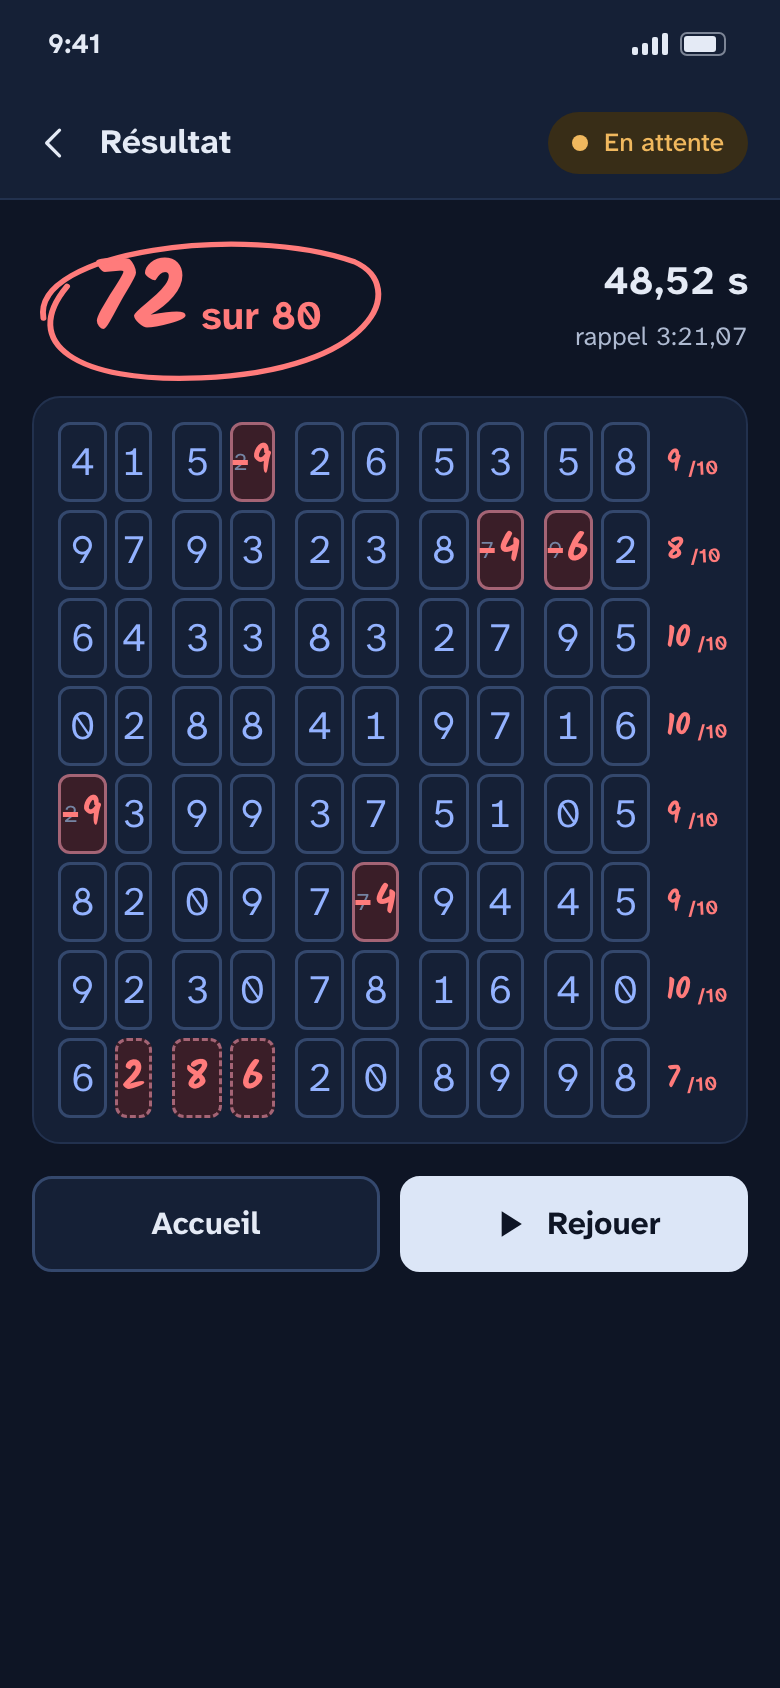 9:41
Résultat
En attente
72 sur 80
48,52 s
rappel 3:21,07
4 1 5 2 9 2 6 5 3 5 8 9 /10
9 7 9 3 2 3 8 7 4 9 6 2 8 /10
6 4 3 3 8 3 2 7 9 5 10 /10
0 2 8 8 4 1 9 7 1 6 10 /10
2 9 3 9 9 3 7 5 1 0 5 9 /10
8 2 0 9 7 7 4 9 4 4 5 9 /10
9 2 3 0 7 8 1 6 4 0 10 /10
6 2 8 6 2 0 8 9 9 8 7 /10
Accueil
Rejouer